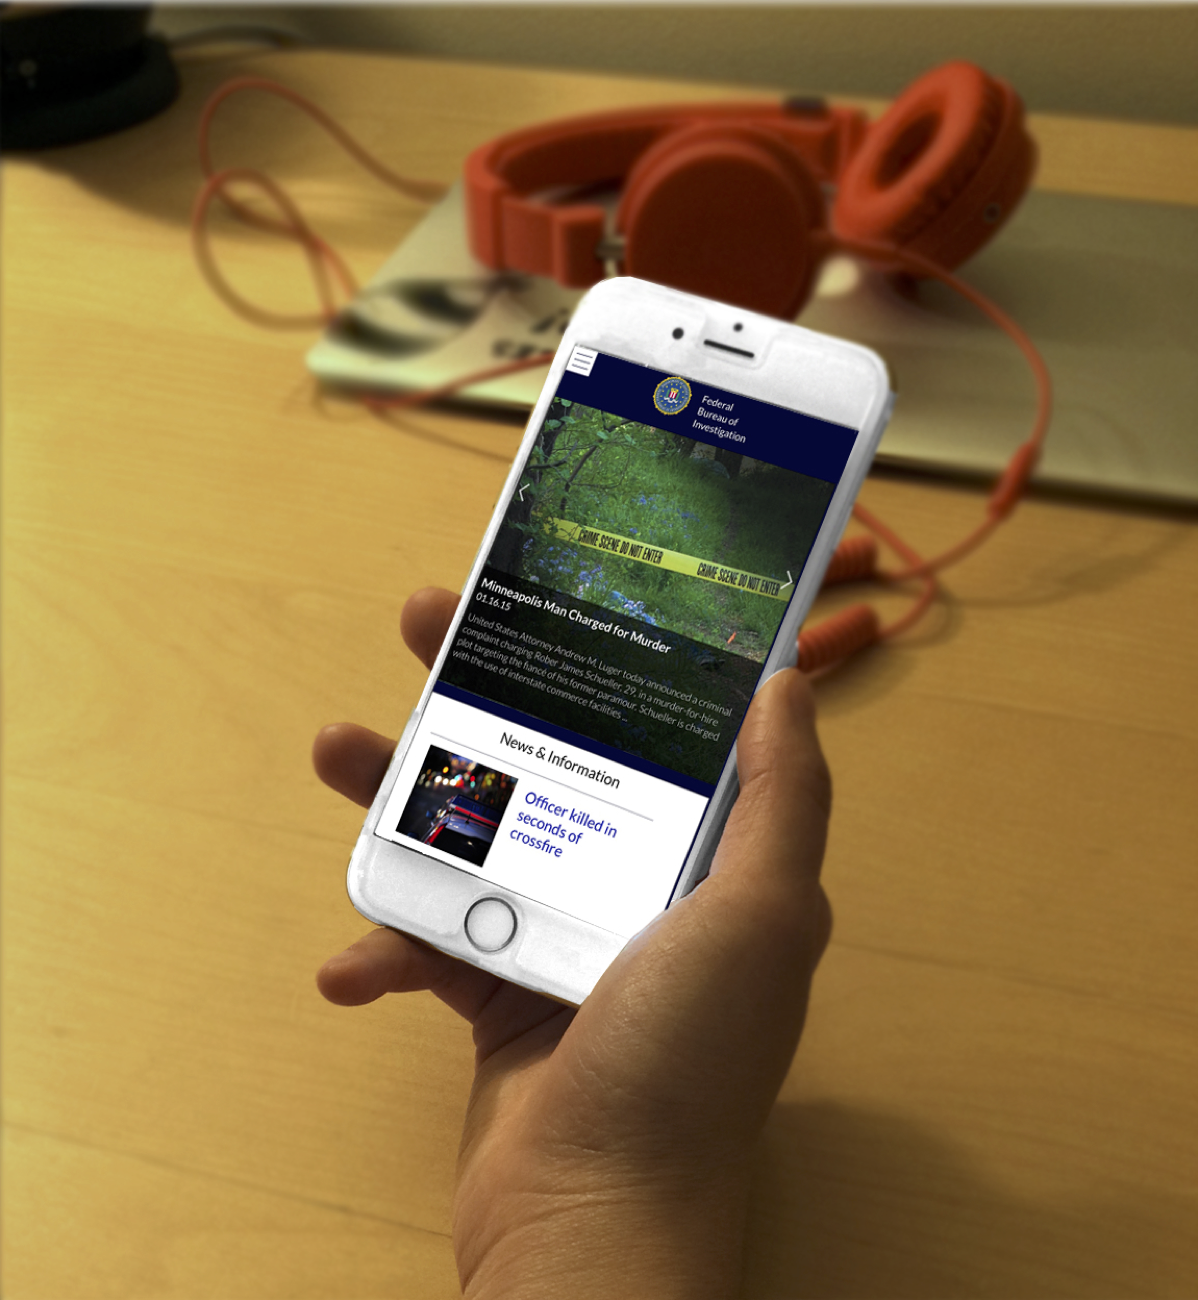 Federal
Bureau of
Investigation
CRIME SCENE DO NOT ENTER CRIME SCENE DO NOT ENTER
Minneapolis Man Charged for Murder
01.16.15
United States Attorney Andrew M. Luger today announced a criminal
complaint charging Rober James Schueller, 29, in a murder-for-hire
plot targeting the fiancé of his former paramour. Schueller is charged
with the use of interstate commerce facilities...
News & Information
Officer killed in
seconds of
crossfire